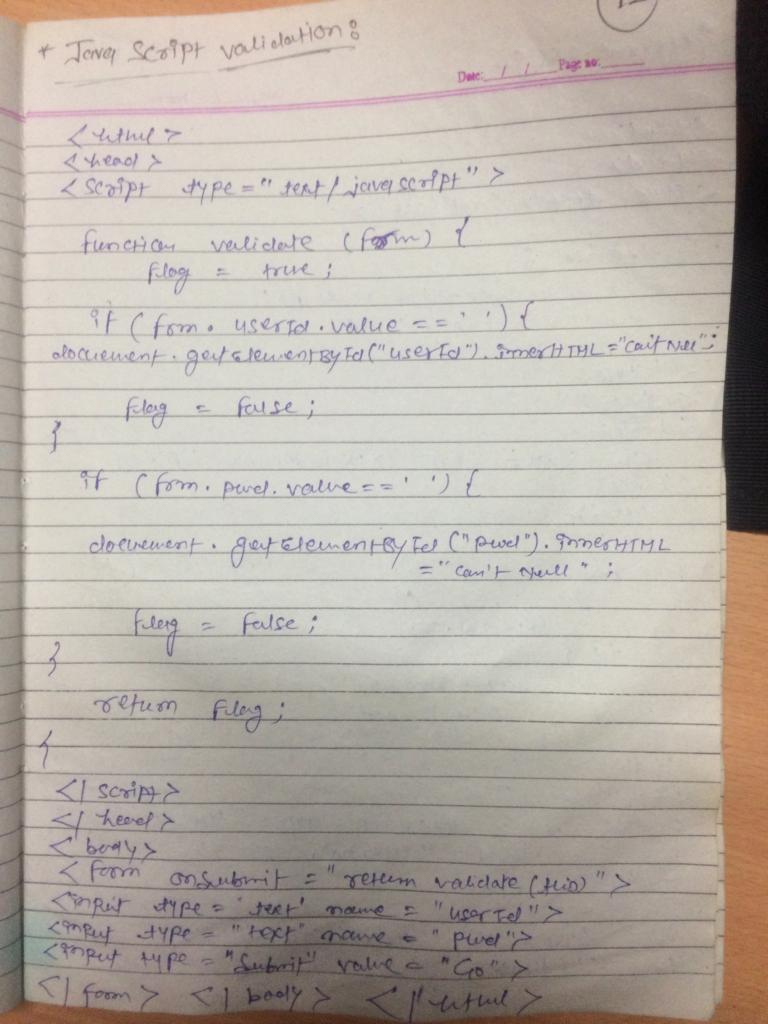 * Java Script validation:
Date: / / Page no:
<html>
<head>
<script type="text/javascript">
function validate (form) {
flag = true;
if (form.userId.value == ' ') {
document.getElementById("userId").innerHTML="can't Null";
flag = false;
}
if (form.pwd.value == ' ') {
document.getElementById("pwd").innerHTML
="can't Null";
flag = false;
}
return flag;
{
</script>
</head>
<body>
<form onsubmit="return validate(this)">
<input type='text' name="userId">
<input type="text" name="pwd">
<input type="Submit" value="Go">
</form> </body> </html>